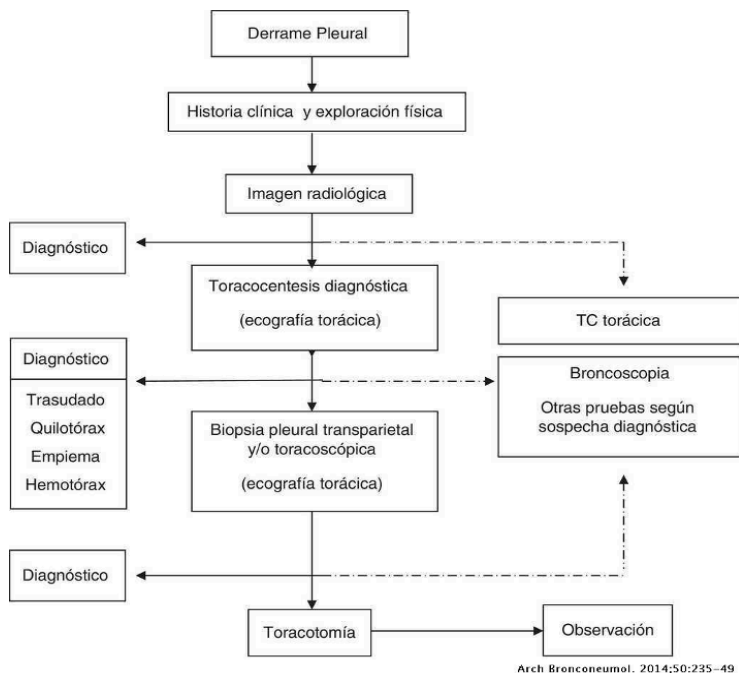 Derrame Pleural
Historia clínica y exploración física
Imagen radiológica
Diagnóstico
Toracocentesis diagnóstica
(ecografía torácica)
TC torácica
Diagnóstico
Trasudado
Quilotórax
Empiema
Hemotórax
Broncoscopia
Otras pruebas según
sospecha diagnóstica
Biopsia pleural transparietal
y/o toracoscópica
(ecografía torácica)
Diagnóstico
Toracotomía
Observación
Arch Bronconeumol. 2014;50:235-49